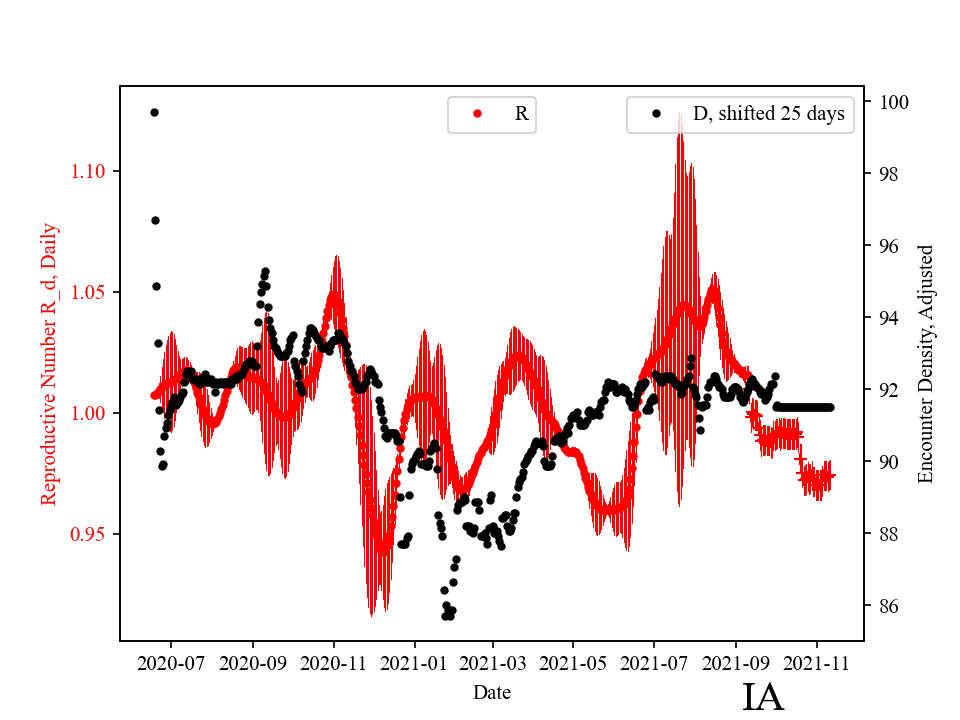 R
D, shifted 25 days
Reproductive Number R_d, Daily
1.10
1.05
1.00
0.95
100
98
96
94
92
90
88
86
Encounter Density, Adjusted
2020-07 2020-09 2020-11 2021-01 2021-03 2021-05 2021-07 2021-09 2021-11
Date
IA